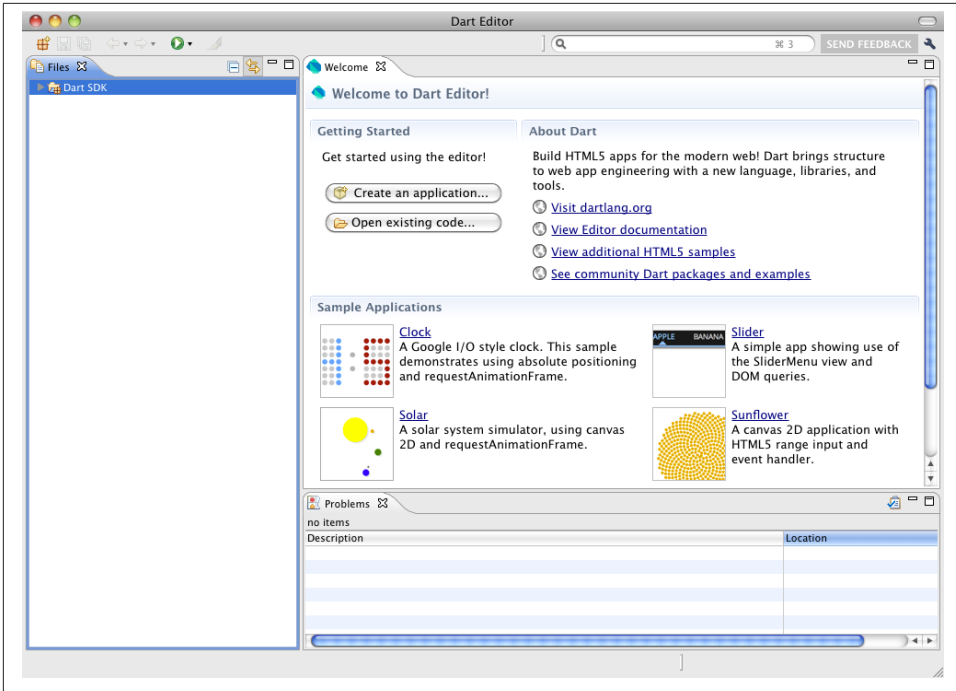 Dart Editor
⌘ 3
SEND FEEDBACK
Files
Dart SDK
Welcome
Welcome to Dart Editor!
Getting Started
Get started using the editor!
Create an application...
Open existing code...
About Dart
Build HTML5 apps for the modern web! Dart brings structure
to web app engineering with a new language, libraries, and
tools.
Visit dartlang.org
View Editor documentation
View additional HTML5 samples
See community Dart packages and examples
Sample Applications
Clock
A Google I/O style clock. This sample
demonstrates using absolute positioning
and requestAnimationFrame.
APPLE BANANA
Slider
A simple app showing use of
the SliderMenu view and
DOM queries.
Solar
A solar system simulator, using canvas
2D and requestAnimationFrame.
Sunflower
A canvas 2D application with
HTML5 range input and
event handler.
Problems
no items
Description
Location